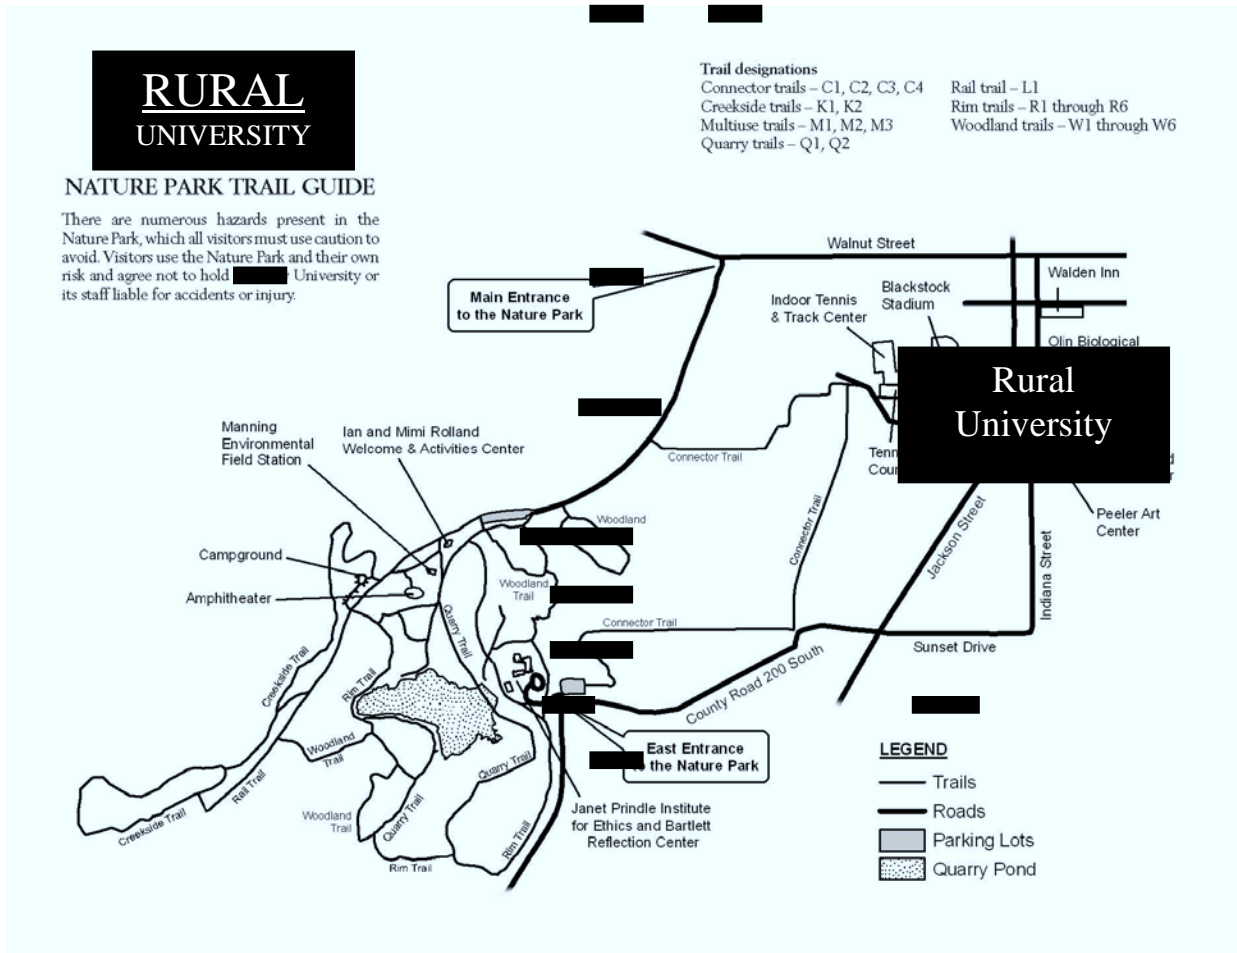 RURAL
UNIVERSITY
NATURE PARK TRAIL GUIDE
There are numerous hazards present in the
Nature Park, which all visitors must use caution to
avoid. Visitors use the Nature Park and their own
risk and agree not to hold University or
its staff liable for accidents or injury.
Trail designations
Connector trails – C1, C2, C3, C4
Creekside trails – K1, K2
Multiuse trails – M1, M2, M3
Quarry trails – Q1, Q2
Rail trail – L1
Rim trails – R1 through R6
Woodland trails – W1 through W6
Walnut Street
Walden Inn
Main Entrance
to the Nature Park
Indoor Tennis
& Track Center
Blackstock
Stadium
Olin Biological
Rural
University
Manning
Environmental
Field Station
Ian and Mimi Rolland
Welcome & Activities Center
Connector Trail
Peeler Art
Center
Woodland
Connector Trail
Jackson Street
Indiana Street
Campground
Amphitheater
Woodland
Trail
Quarry Trail
Connector Trail
Sunset Drive
Creekside Trail
Rim Trail
County Road 200 South
Woodland
Trail
Quarry Trail
East Entrance
to the Nature Park
Rail Trail
Creekside Trail
Woodland
Trail
Quarry Trail
Rim Trail
Rim Trail
Janet Prindle Institute
for Ethics and Bartlett
Reflection Center
LEGEND
Trails
Roads
Parking Lots
Quarry Pond